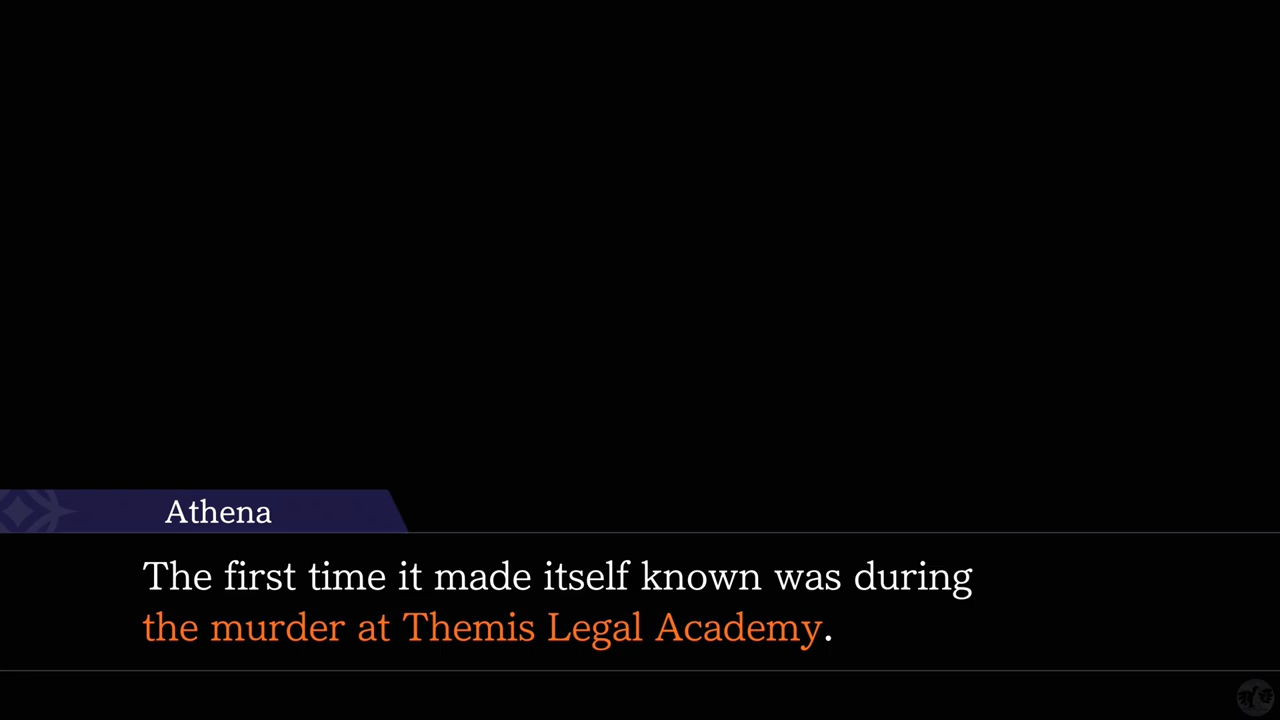 Athena
The first time it made itself known was during
the murder at Themis Legal Academy.